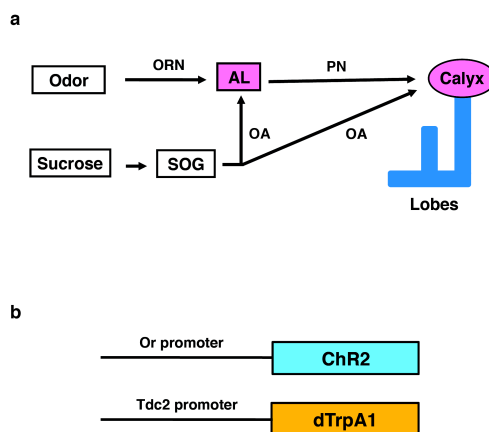 a
ORN
PN
Odor
AL
Calyx
OA
OA
Sucrose
SOG
Lobes
b
Or promoter
ChR2
Tdc2 promoter
dTrpA1